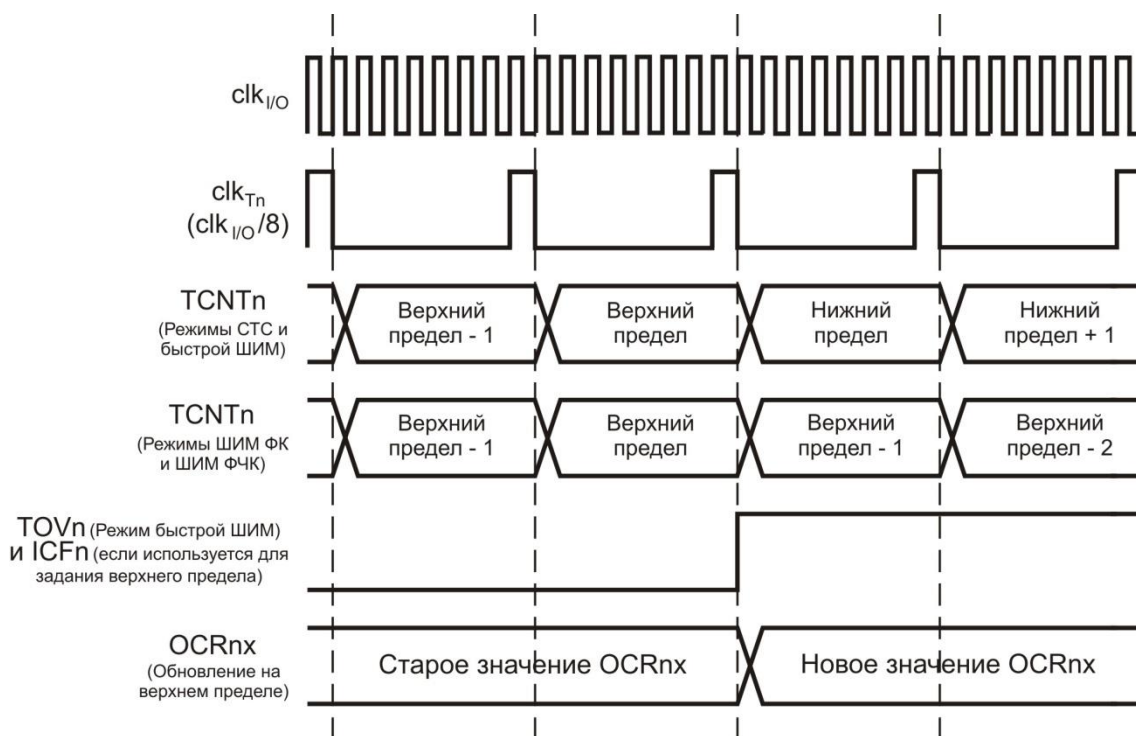 clk I/O
clk Tn
(clk I/O /8)
TCNTn
(Режимы СТС и
быстрой ШИМ)
Верхний
предел - 1
Верхний
предел
Нижний
предел
Нижний
предел + 1
TCNTn
(Режимы ШИМ ФК
и ШИМ ФЧК)
Верхний
предел - 1
Верхний
предел
Верхний
предел - 1
Верхний
предел - 2
TOVn (Режим быстрой ШИМ)
и ICFn (если используется для
задания верхнего предела)
OCRnx
(Обновление на
верхнем пределе)
Старое значение OCRnx
Новое значение OCRnx